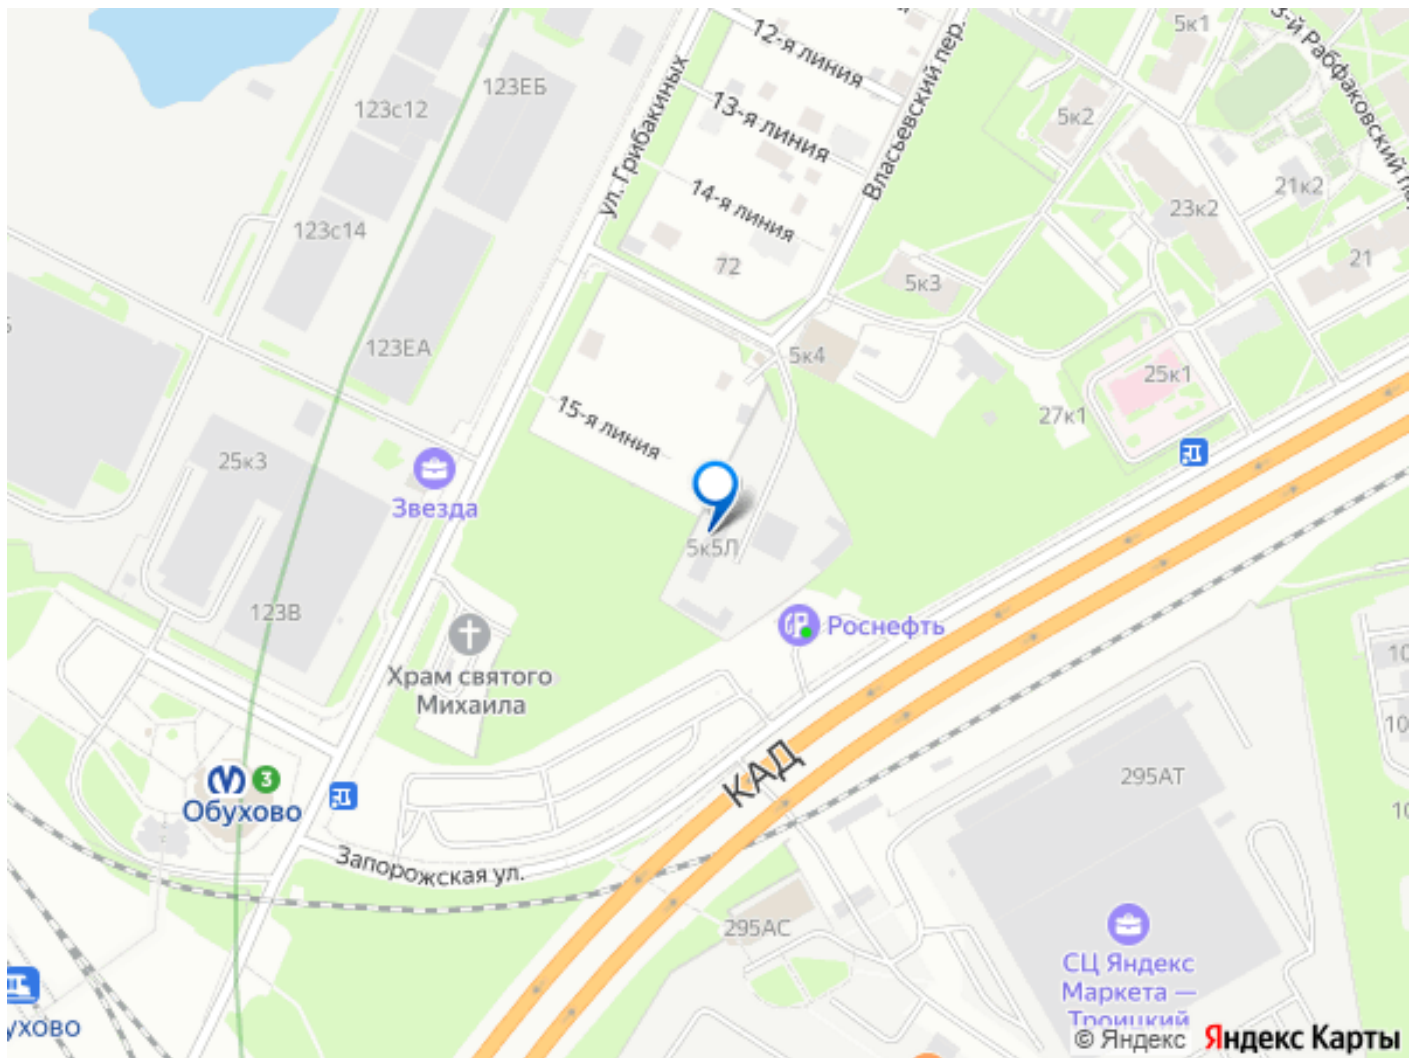 5к1
3-й Рабфаковский пер
12-я линия
123с12
123ЕБ
ул. Грибакиных
13-я линия
Власьевский пер.
5к2
21к2
23к2
14-я линия
123с14
72
5к3
21
123ЕА
5к4
25к1
15-я линия
27к1
25к3
Звезда
5к5Л
123В
Роснефть
Храм святого
Михаила
КАД
295АТ
3
Обухово
Запорожская ул.
295АС
СЦ Яндекс
Маркета —
Троицкий
ухово
© Яндекс
Яндекс Карты